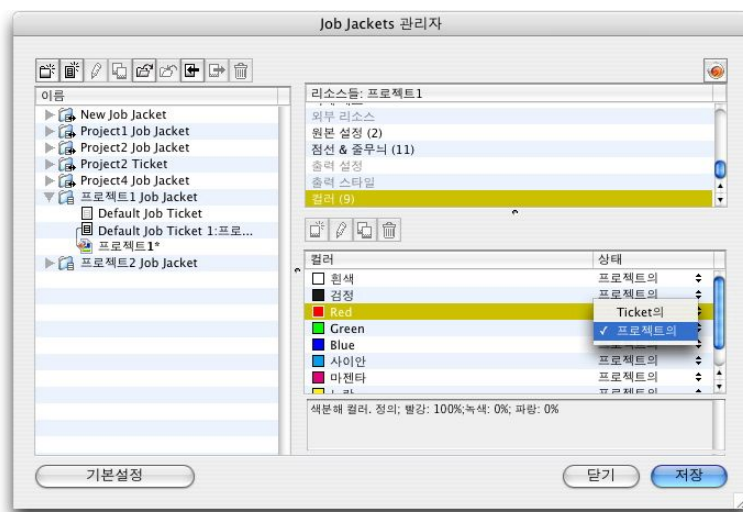 Job Jackets 관리자
이름
New Job Jacket
Project1 Job Jacket
Project2 Job Jacket
Project2 Ticket
Project4 Job Jacket
프로젝트1 Job Jacket
Default Job Ticket
Default Job Ticket 1:프로...
프로젝트1*
프로젝트2 Job Jacket
리소스들: 프로젝트1
외부 리소스
원본 설정 (2)
점선 & 줄무늬 (11)
출력 설정
출력 스타일
컬러 (9)
컬러 상태
흰색 프로젝트의
검정 프로젝트의
Red
Ticket의
Green
✓ 프로젝트의
Blue
사이안 프로젝트의
마젠타 프로젝트의
노랑 프로젝트의
색분해 컬러. 정의; 빨강: 100%;녹색: 0%; 파랑: 0%
기본설정
닫기
저장